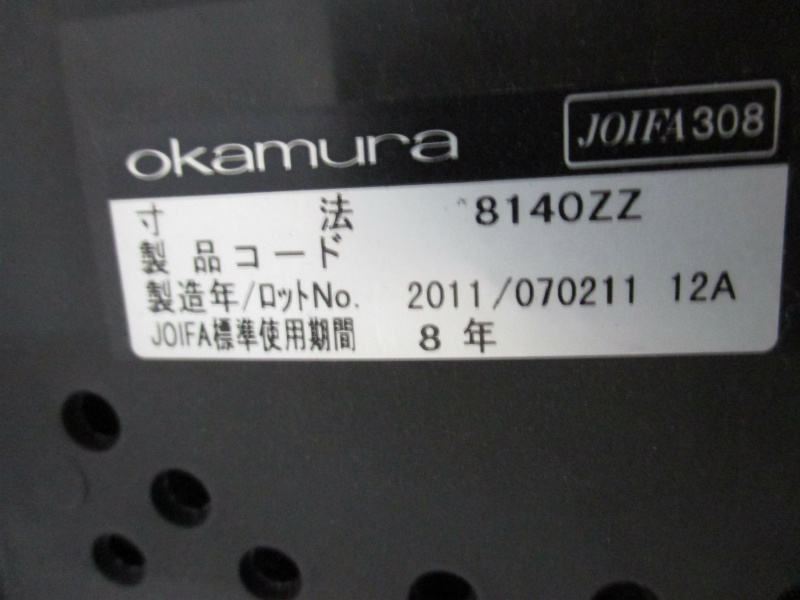 okamura
JOIFA308
寸 法 8140ZZ
製品コード
製造年/ロットNo. 2011/070211 12A
JOIFA標準使用期間 8 年